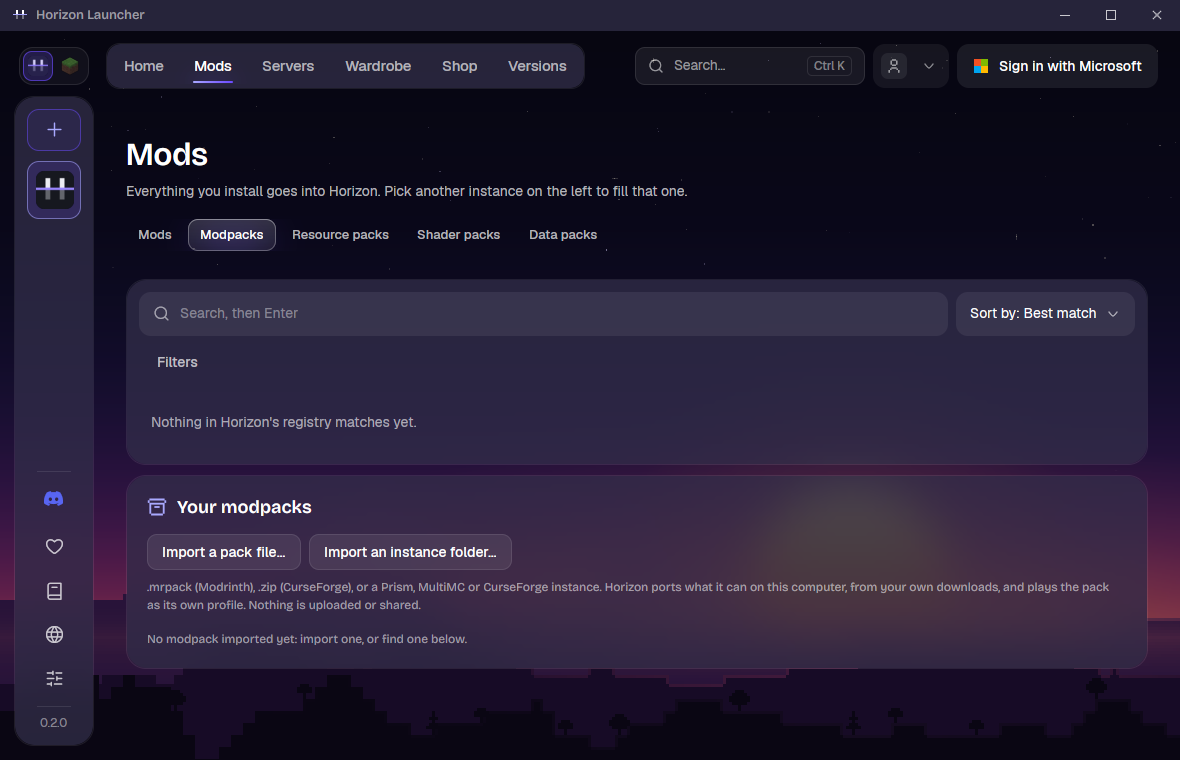 Horizon Launcher
Home
Mods
Servers
Wardrobe
Shop
Versions
Search...
Ctrl K
Sign in with Microsoft
Mods
Everything you install goes into Horizon. Pick another instance on the left to fill that one.
Mods
Modpacks
Resource packs
Shader packs
Data packs
Search, then Enter
Sort by: Best match
Filters
Nothing in Horizon's registry matches yet.
Your modpacks
Import a pack file...
Import an instance folder...
.mrpack (Modrinth), .zip (CurseForge), or a Prism, MultiMC or CurseForge instance. Horizon ports what it can on this computer, from your own downloads, and plays the pack
as its own profile. Nothing is uploaded or shared.
No modpack imported yet: import one, or find one below.
0.2.0